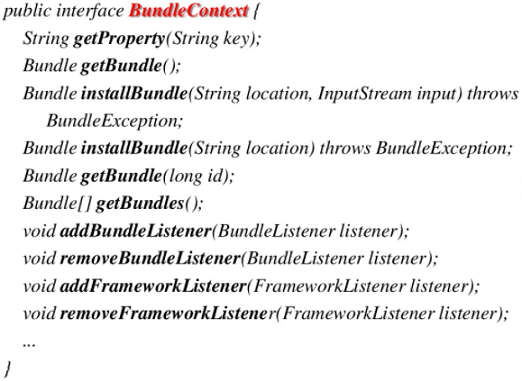 public interface BundleContext {
String getProperty(String key);
Bundle getBundle();
Bundle installBundle(String location, InputStream input) throws
BundleException;
Bundle installBundle(String location) throws BundleException;
Bundle getBundle(long id);
Bundle[] getBundles();
void addBundleListener(BundleListener listener);
void removeBundleListener(BundleListener listener);
void addFrameworkListener(FrameworkListener listener);
void removeFrameworkListener(FrameworkListener listener);
...
}